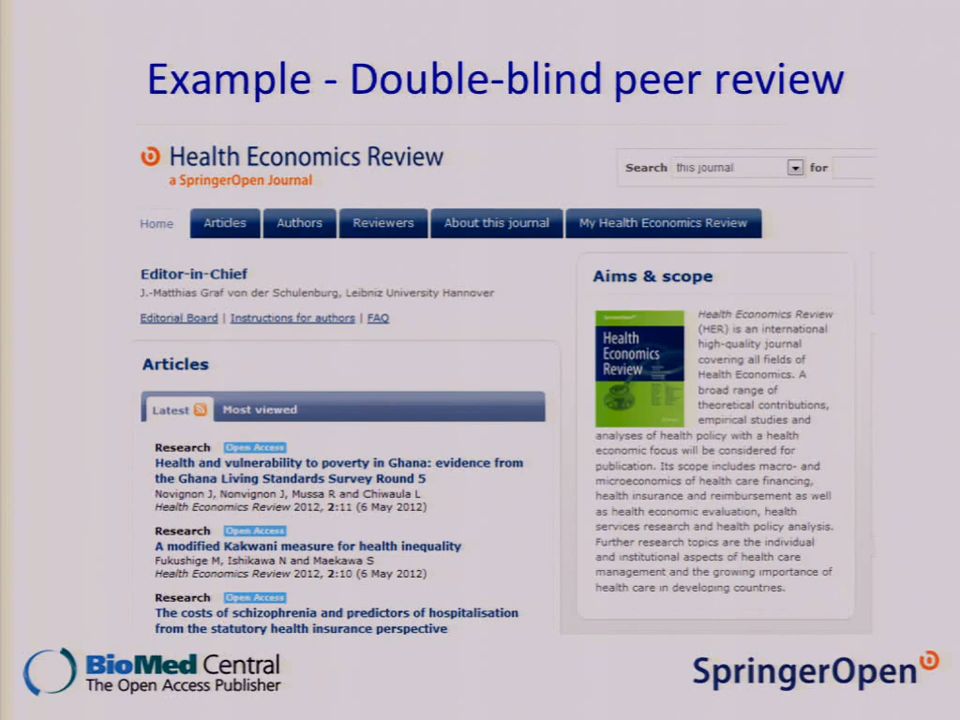 Example - Double-blind peer review
Health Economics Review
a SpringerOpen Journal
Search this journal for
Home Articles Authors Reviewers About this journal My Health Economics Review
Editor-in-Chief
J.-Matthias Graf von der Schulenburg, Leibniz University Hannover
Editorial Board | Instructions for authors | FAQ
Articles
Latest Most viewed
Research Open Access
Health and vulnerability to poverty in Ghana: evidence from
the Ghana Living Standards Survey Round 5
Novignon J, Nonvignon J, Mussa R and Chiwaula L
Health Economics Review 2012, 2:11 (6 May 2012)
Research Open Access
A modified Kakwani measure for health inequality
Fukushige M, Ishikawa N and Maekawa S
Health Economics Review 2012, 2:10 (6 May 2012)
Research Open Access
The costs of schizophrenia and predictors of hospitalisation
from the statutory health insurance perspective
Aims & scope
Health
Economics
Review
Health Economics Review
(HER) is an international
high-quality journal
covering all fields of
Health Economics. A
broad range of
theoretical contributions,
empirical studies and
analyses of health policy with a health
economic focus will be considered for
publication. Its scope includes macro- and
microeconomics of health care financing,
health insurance and reimbursement as well
as health economic evaluation, health
services research and health policy analysis.
Further research topics are the individual
and institutional aspects of health care
management and the growing importance of
health care in developing countries.
BioMed Central
The Open Access Publisher
SpringerOpen